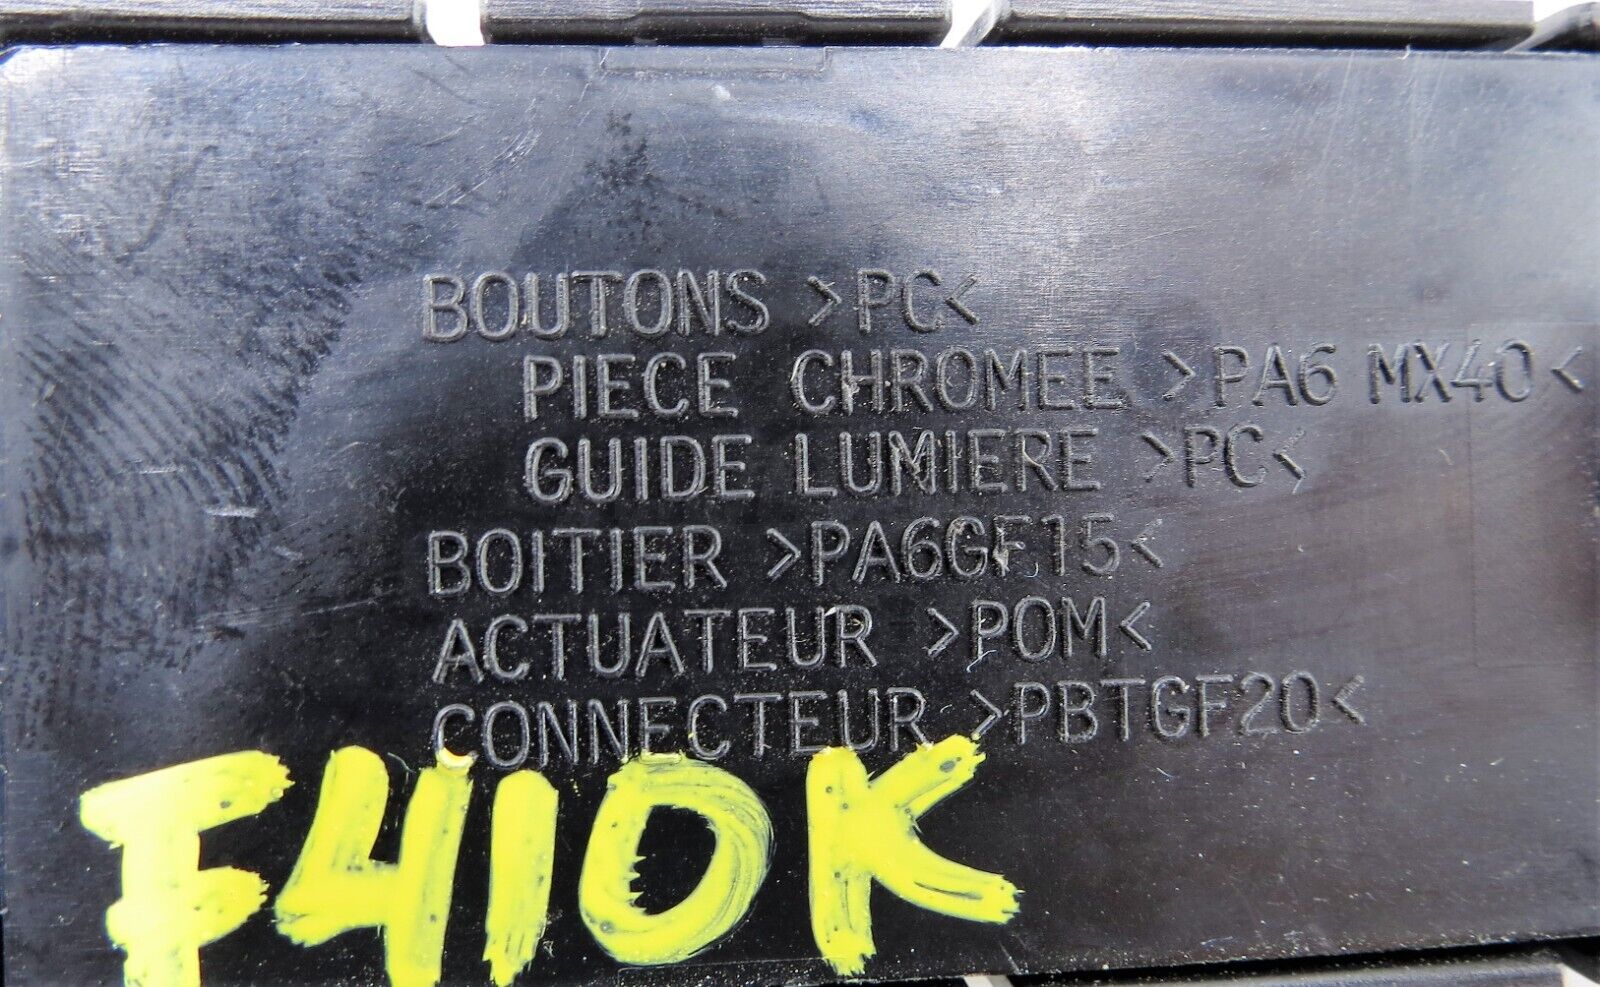 BOUTONS >PC<
PIECE CHROMEE >PA6 MX40<
GUIDE LUMIERE >PC<
BOITIER >PA6GF15<
ACTUATEUR >POM<
CONNECTEUR >PBTGF20<
F410K